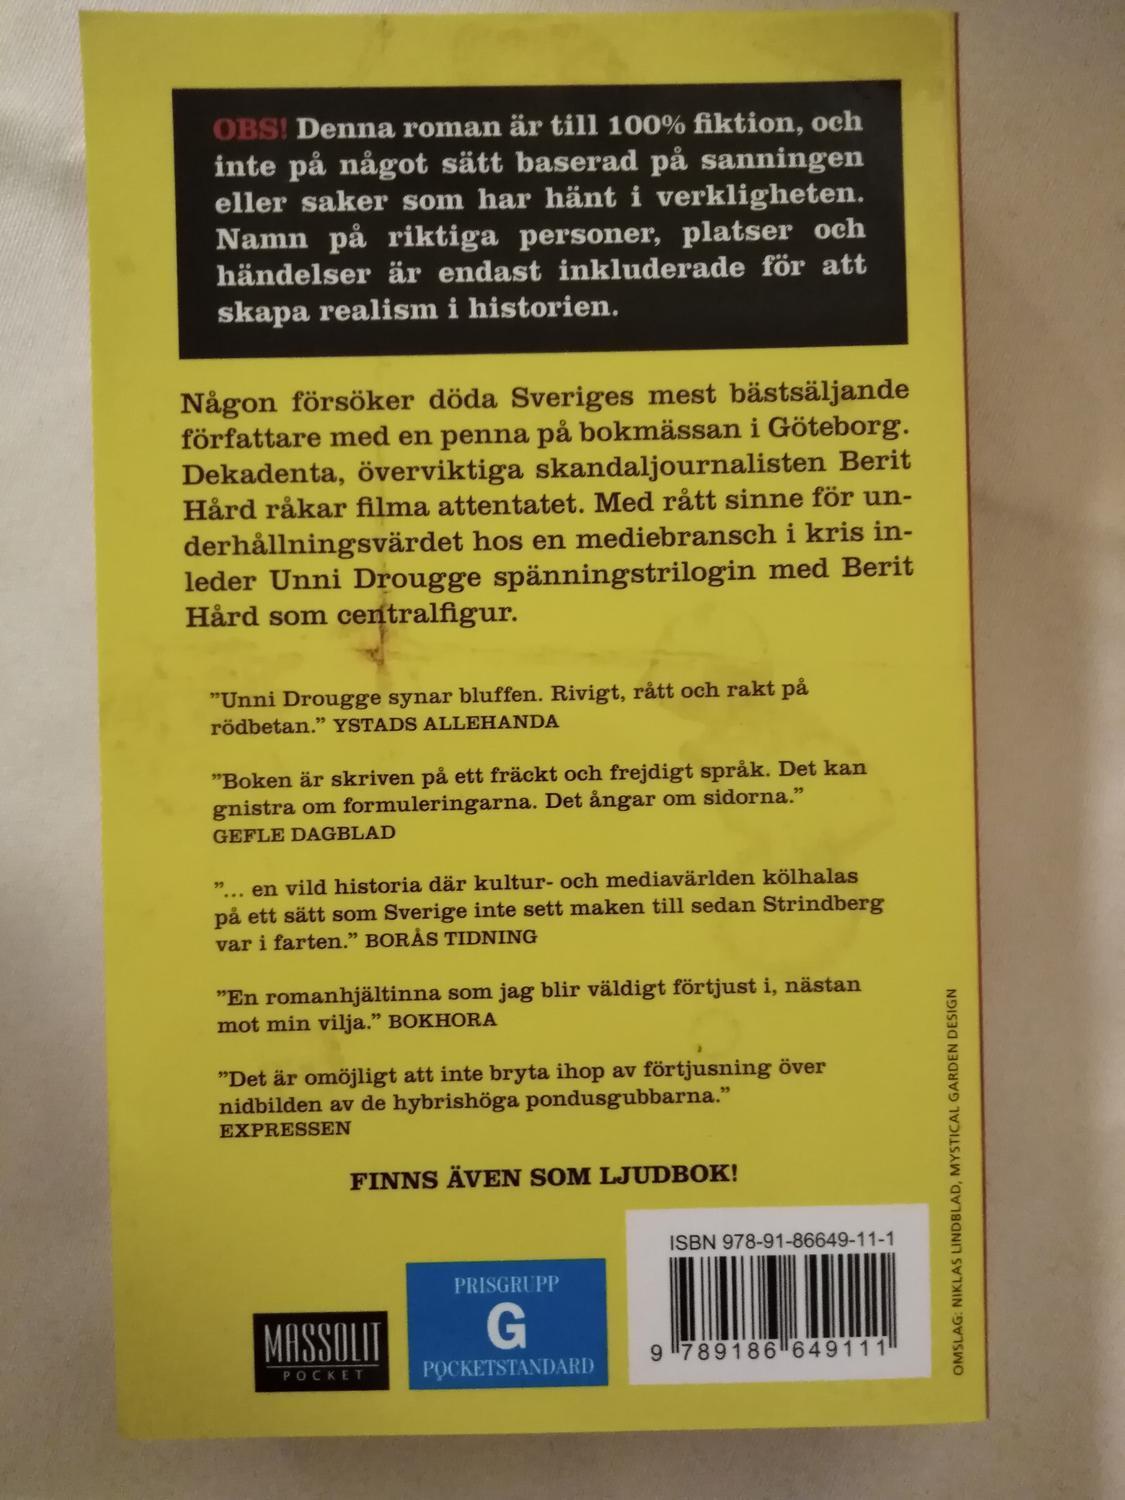 OBS! Denna roman är till 100% fiktion, och
inte på något sätt baserad på sanningen
eller saker som har hänt i verkligheten.
Namn på riktiga personer, platser och
händelser är endast inkluderade för att
skapa realism i historien.
Någon försöker döda Sveriges mest bästsäljande
författare med en penna på bokmässan i Göteborg.
Dekadenta, överviktiga skandaljournalisten Berit
Hård råkar filma attentatet. Med rått sinne för un-
derhållningsvärdet hos en mediebransch i kris in-
leder Unni Drougge spänningstrilogin med Berit
Hård som centralfigur.
”Unni Drougge synar bluffen. Rivigt, rått och rakt på
rödbetan.” YSTADS ALLEHANDA
”Boken är skriven på ett fräckt och frejdigt språk. Det kan
gnistra om formuleringarna. Det ångar om sidorna.”
GEFLE DAGBLAD
”... en vild historia där kultur- och mediavärlden kölhalas
på ett sätt som Sverige inte sett maken till sedan Strindberg
var i farten.” BORÅS TIDNING
”En romanhjältinna som jag blir väldigt förtjust i, nästan
mot min vilja.” BOKHORA
”Det är omöjligt att inte bryta ihop av förtjusning över
nidbilden av de hybrishöga pondusgubbarna.”
EXPRESSEN
FINNS ÄVEN SOM LJUDBOK!
MASSOLIT
POCKET
PRISGRUPP
G
POCKETSTANDARD
ISBN 978-91-86649-11-1
9 789186 649111
OMSLAG: NIKLAS LINDBLAD, MYSTICAL GARDEN DESIGN